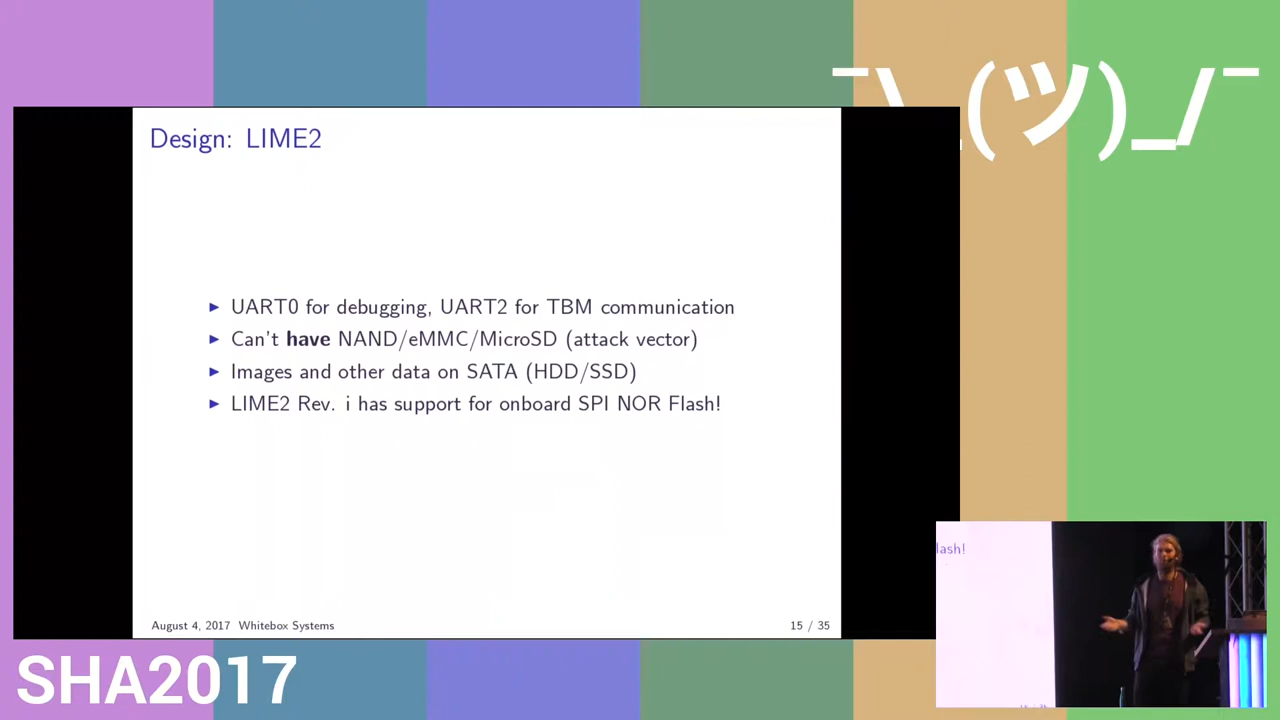 ¯\_(ツ)_/¯
Design: LIME2
UART0 for debugging, UART2 for TBM communication
Can't have NAND/eMMC/MicroSD (attack vector)
Images and other data on SATA (HDD/SSD)
LIME2 Rev. i has support for onboard SPI NOR Flash!
August 4, 2017 Whitebox Systems
15 / 35
lash!
SHA2017